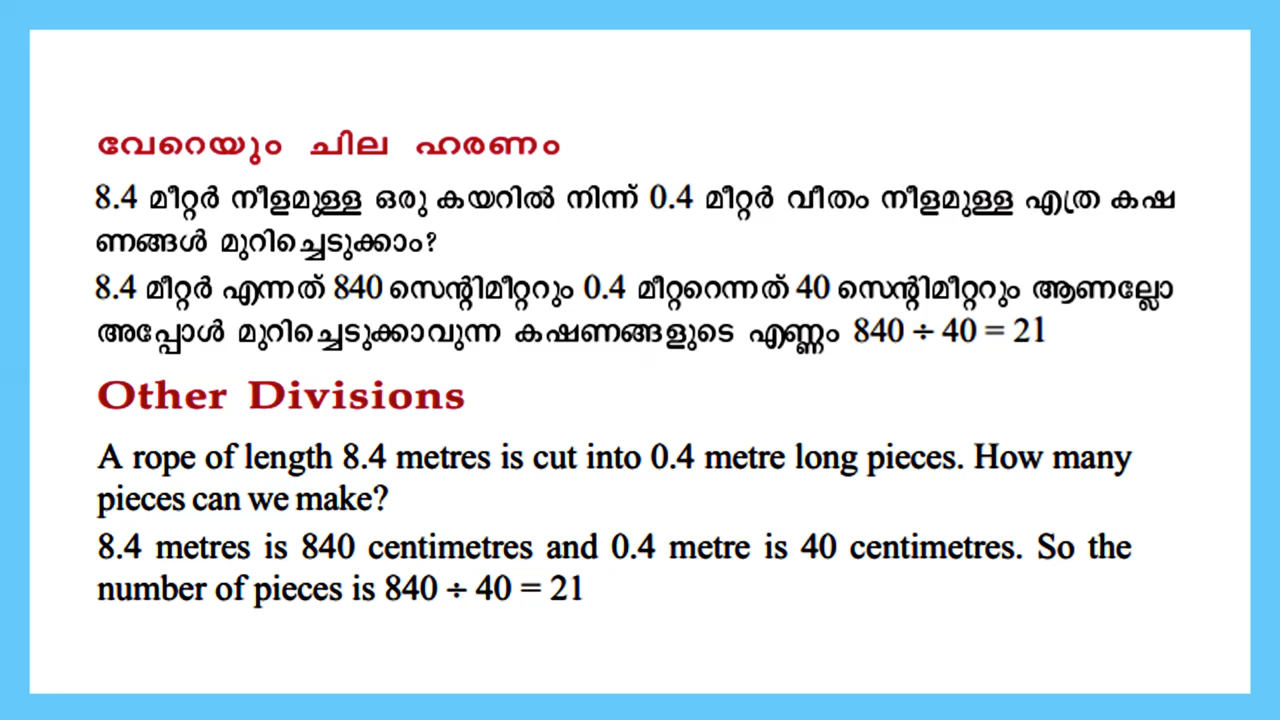 വേറെയും ചില ഹരണം
8.4 മീറ്റർ നീളമുള്ള ഒരു കയറിൽ നിന്ന് 0.4 മീറ്റർ വീതം നീളമുള്ള എത്ര കഷ
ണങ്ങൾ മുറിച്ചെടുക്കാം?
8.4 മീറ്റർ എന്നത് 840 സെന്റിമീറ്ററും 0.4 മീറ്ററെന്നത് 40 സെന്റിമീറ്ററും ആണല്ലോ
അപ്പോൾ മുറിച്ചെടുക്കാവുന്ന കഷണങ്ങളുടെ എണ്ണം 840 ÷ 40 = 21
Other Divisions
A rope of length 8.4 metres is cut into 0.4 metre long pieces. How many
pieces can we make?
8.4 metres is 840 centimetres and 0.4 metre is 40 centimetres. So the
number of pieces is 840 ÷ 40 = 21